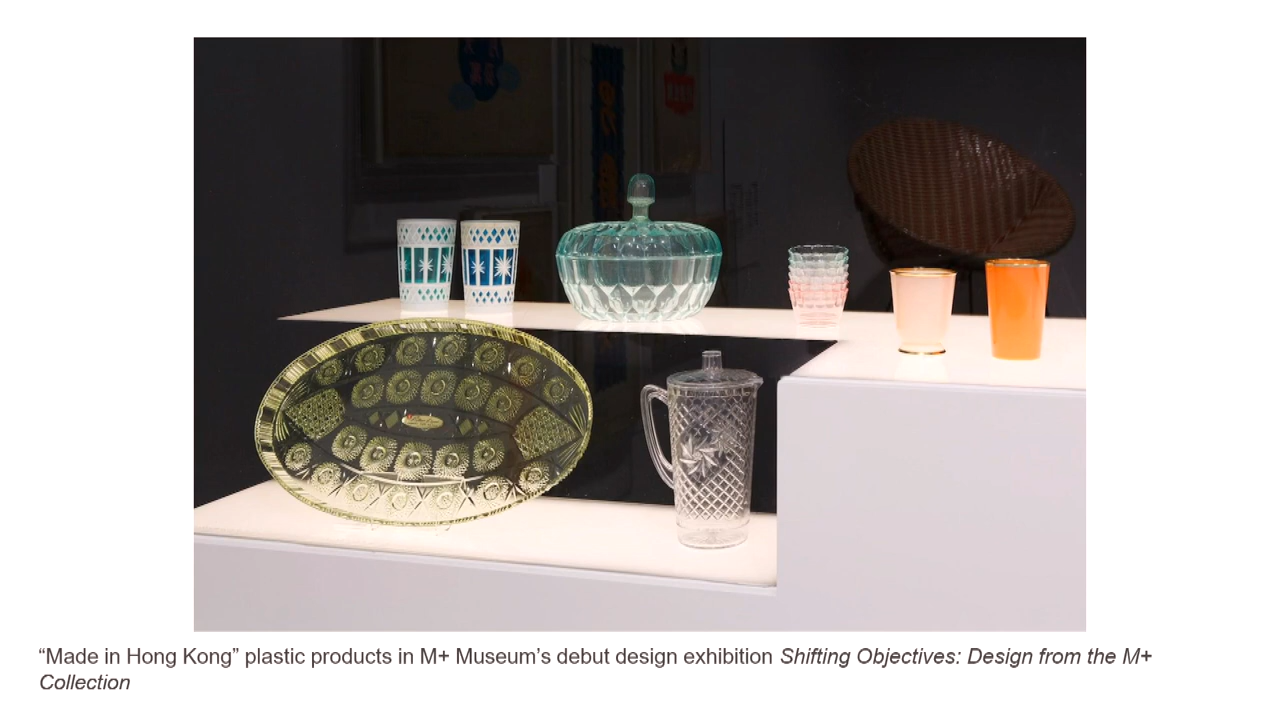 “Made in Hong Kong” plastic products in M+ Museum’s debut design exhibition Shifting Objectives: Design from the M+
Collection